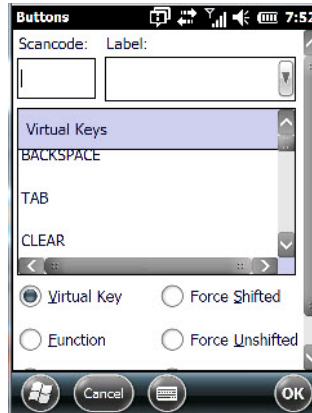 Buttons 7:52
Scancode: Label:
Virtual Keys
BACKSPACE
TAB
CLEAR
Virtual Key Force Shifted
Function Force Unshifted
Cancel OK